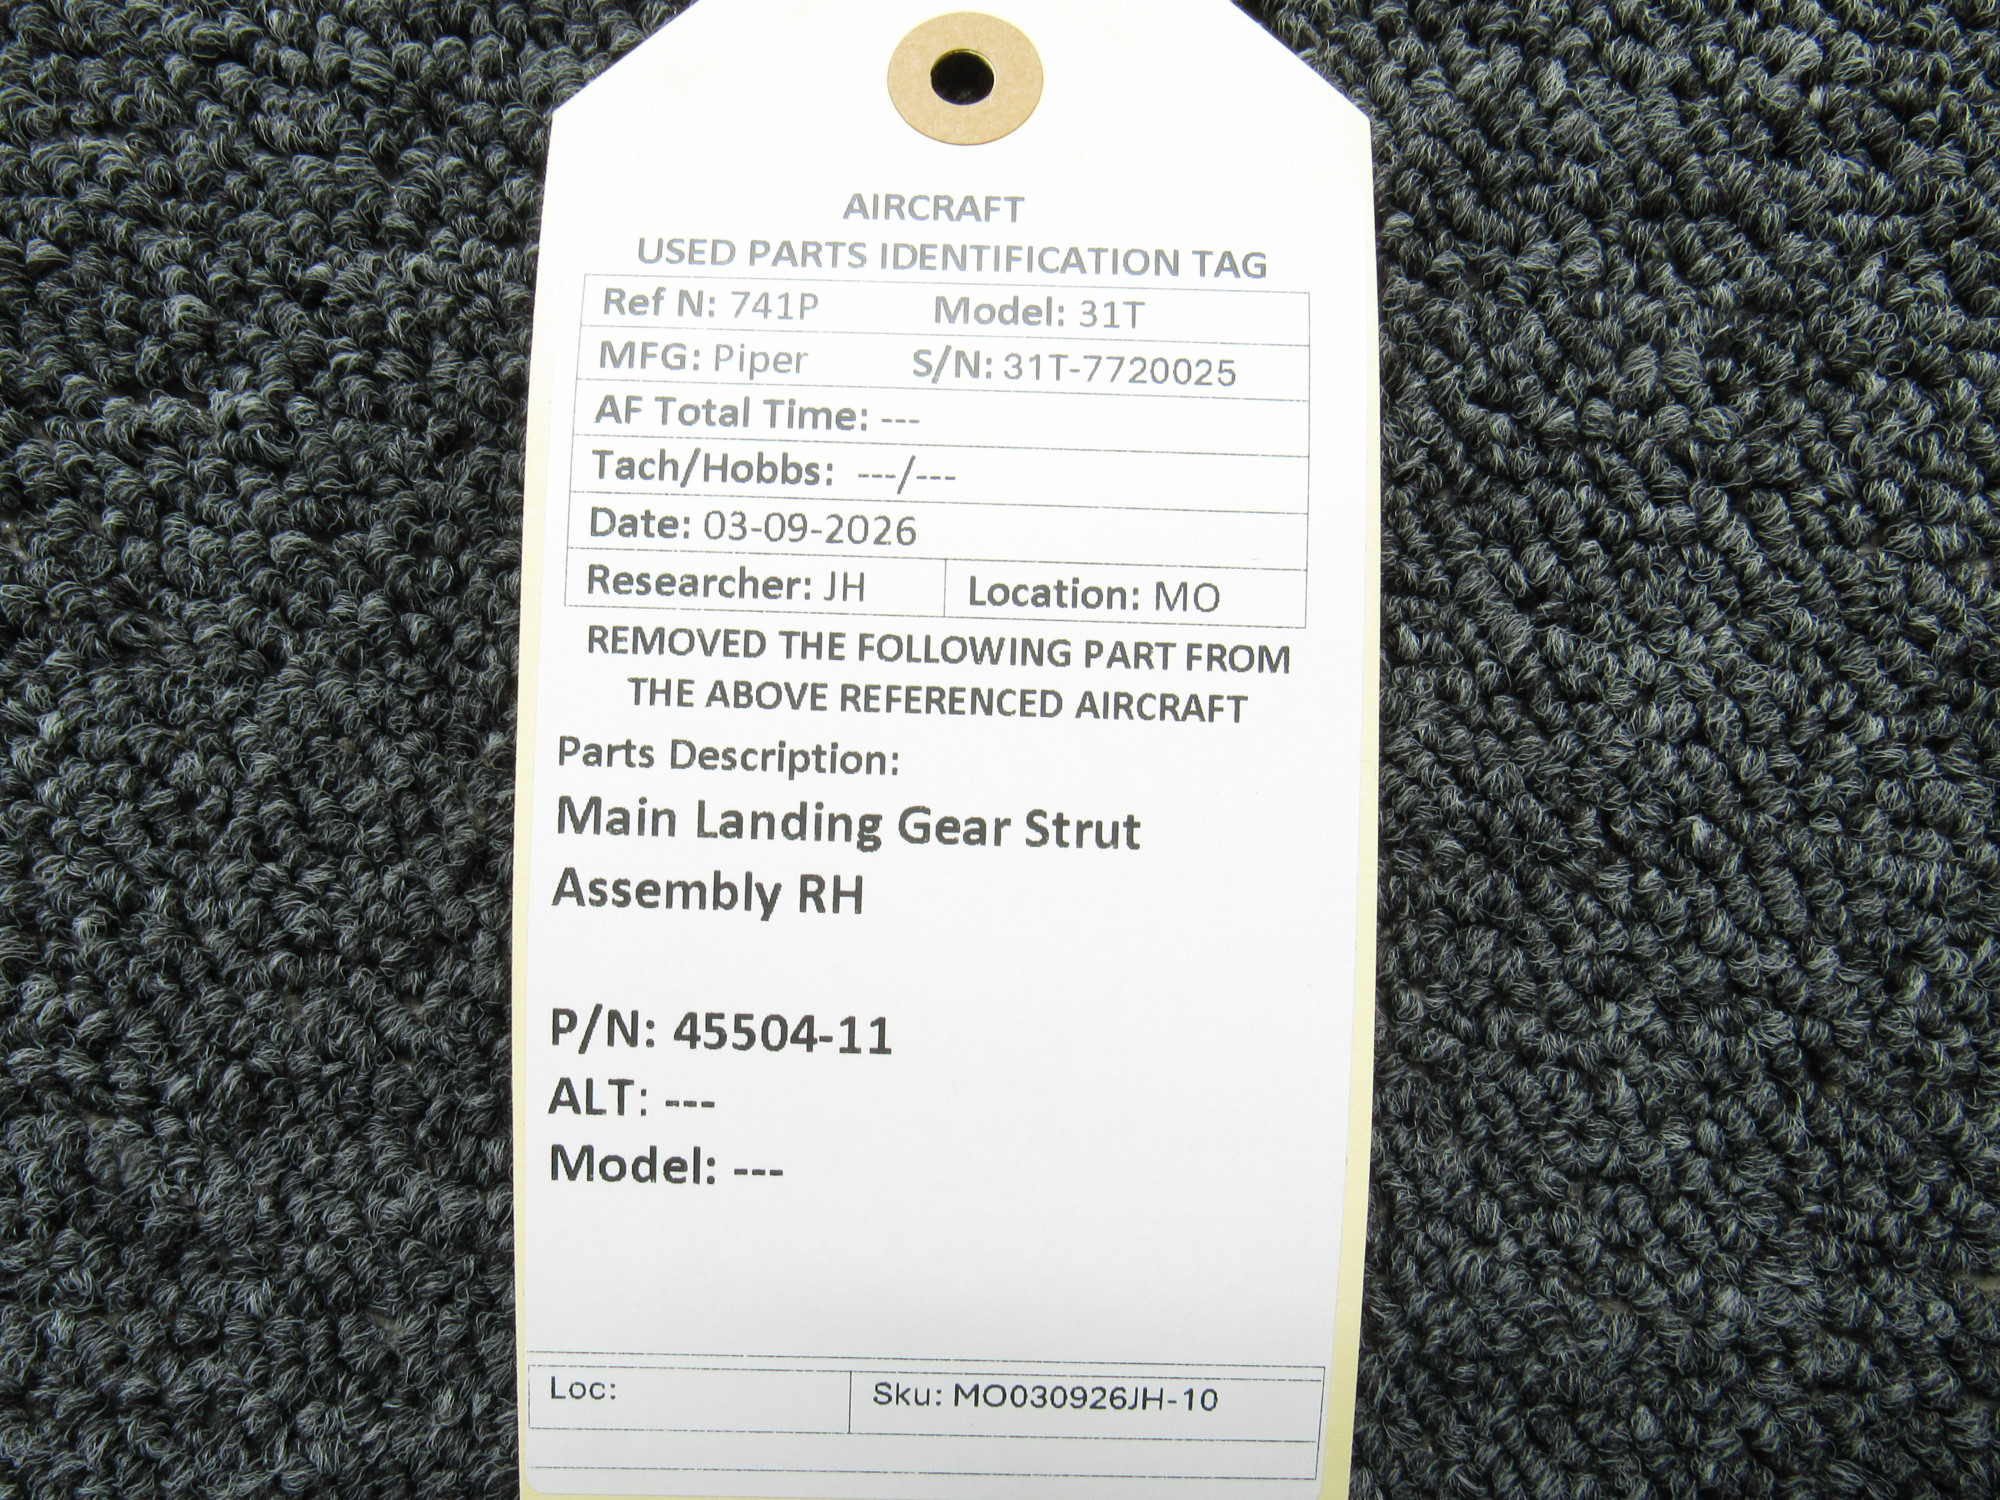 AIRCRAFT
USED PARTS IDENTIFICATION TAG
Ref N: 741P Model: 31T
MFG: Piper S/N: 31T-7720025
AF Total Time: ---
Tach/Hobbs: ---/---
Date: 03-09-2026
Researcher: JH Location: MO
REMOVED THE FOLLOWING PART FROM
THE ABOVE REFERENCED AIRCRAFT
Parts Description:
Main Landing Gear Strut
Assembly RH
P/N: 45504-11
ALT: ---
Model: ---
Loc: Sku: MO030926JH-10